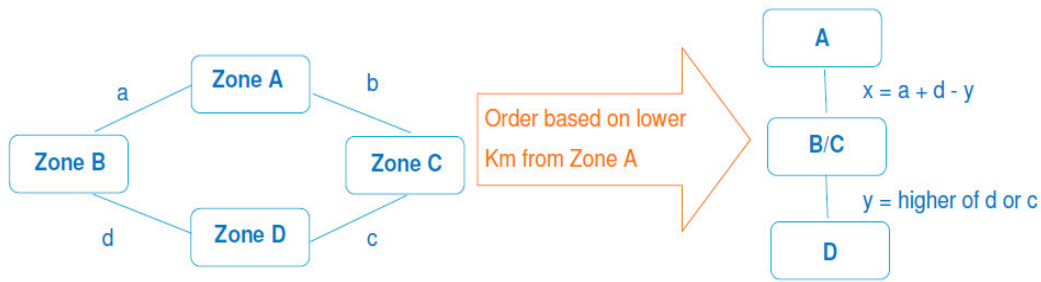 Zone A
a
b
Zone B
Zone C
d
Zone D
c
Order based on lower
Km from Zone A
A
x = a + d - y
B/C
y = higher of d or c
D